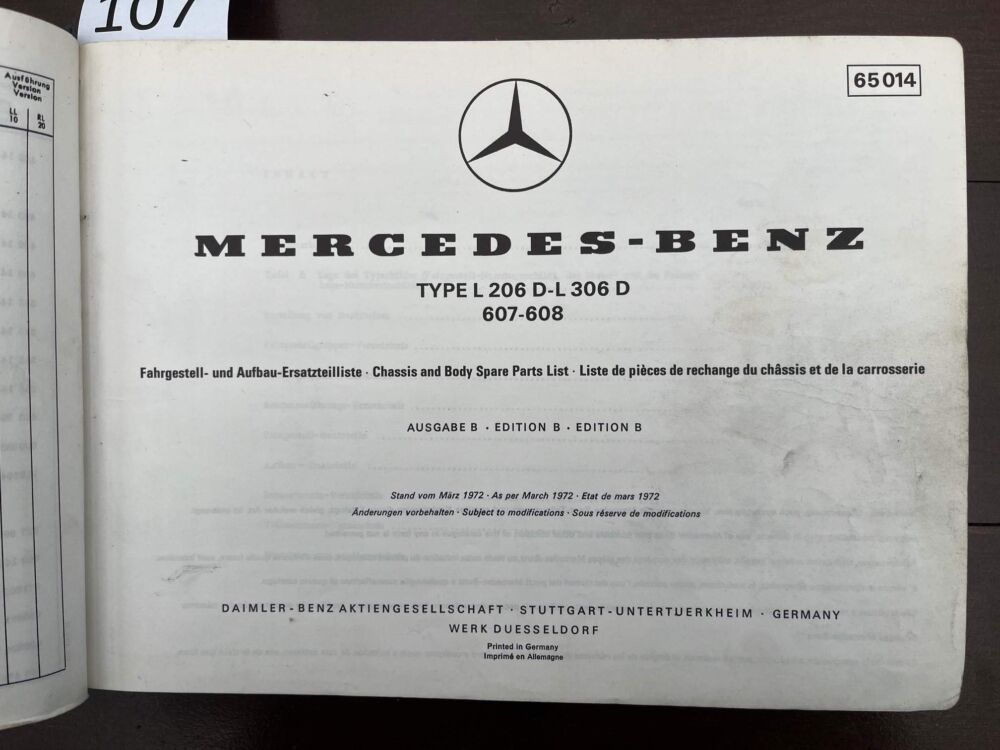 107
Ausführung
Version
Version
LL
10
RL
20
65 014
MERCEDES-BENZ
TYPE L 206 D-L 306 D
607-608
Fahrgestell- und Aufbau-Ersatzteilliste · Chassis and Body Spare Parts List · Liste de pièces de rechange du châssis et de la carrosserie
AUSGABE B · EDITION B · EDITION B
Stand vom März 1972 · As per March 1972 · Etat de mars 1972
Änderungen vorbehalten · Subject to modifications · Sous réserve de modifications
DAIMLER-BENZ AKTIENGESELLSCHAFT · STUTTGART-UNTERTUERKHEIM · GERMANY
WERK DUESSELDORF
Printed in Germany
Imprimé en Allemagne